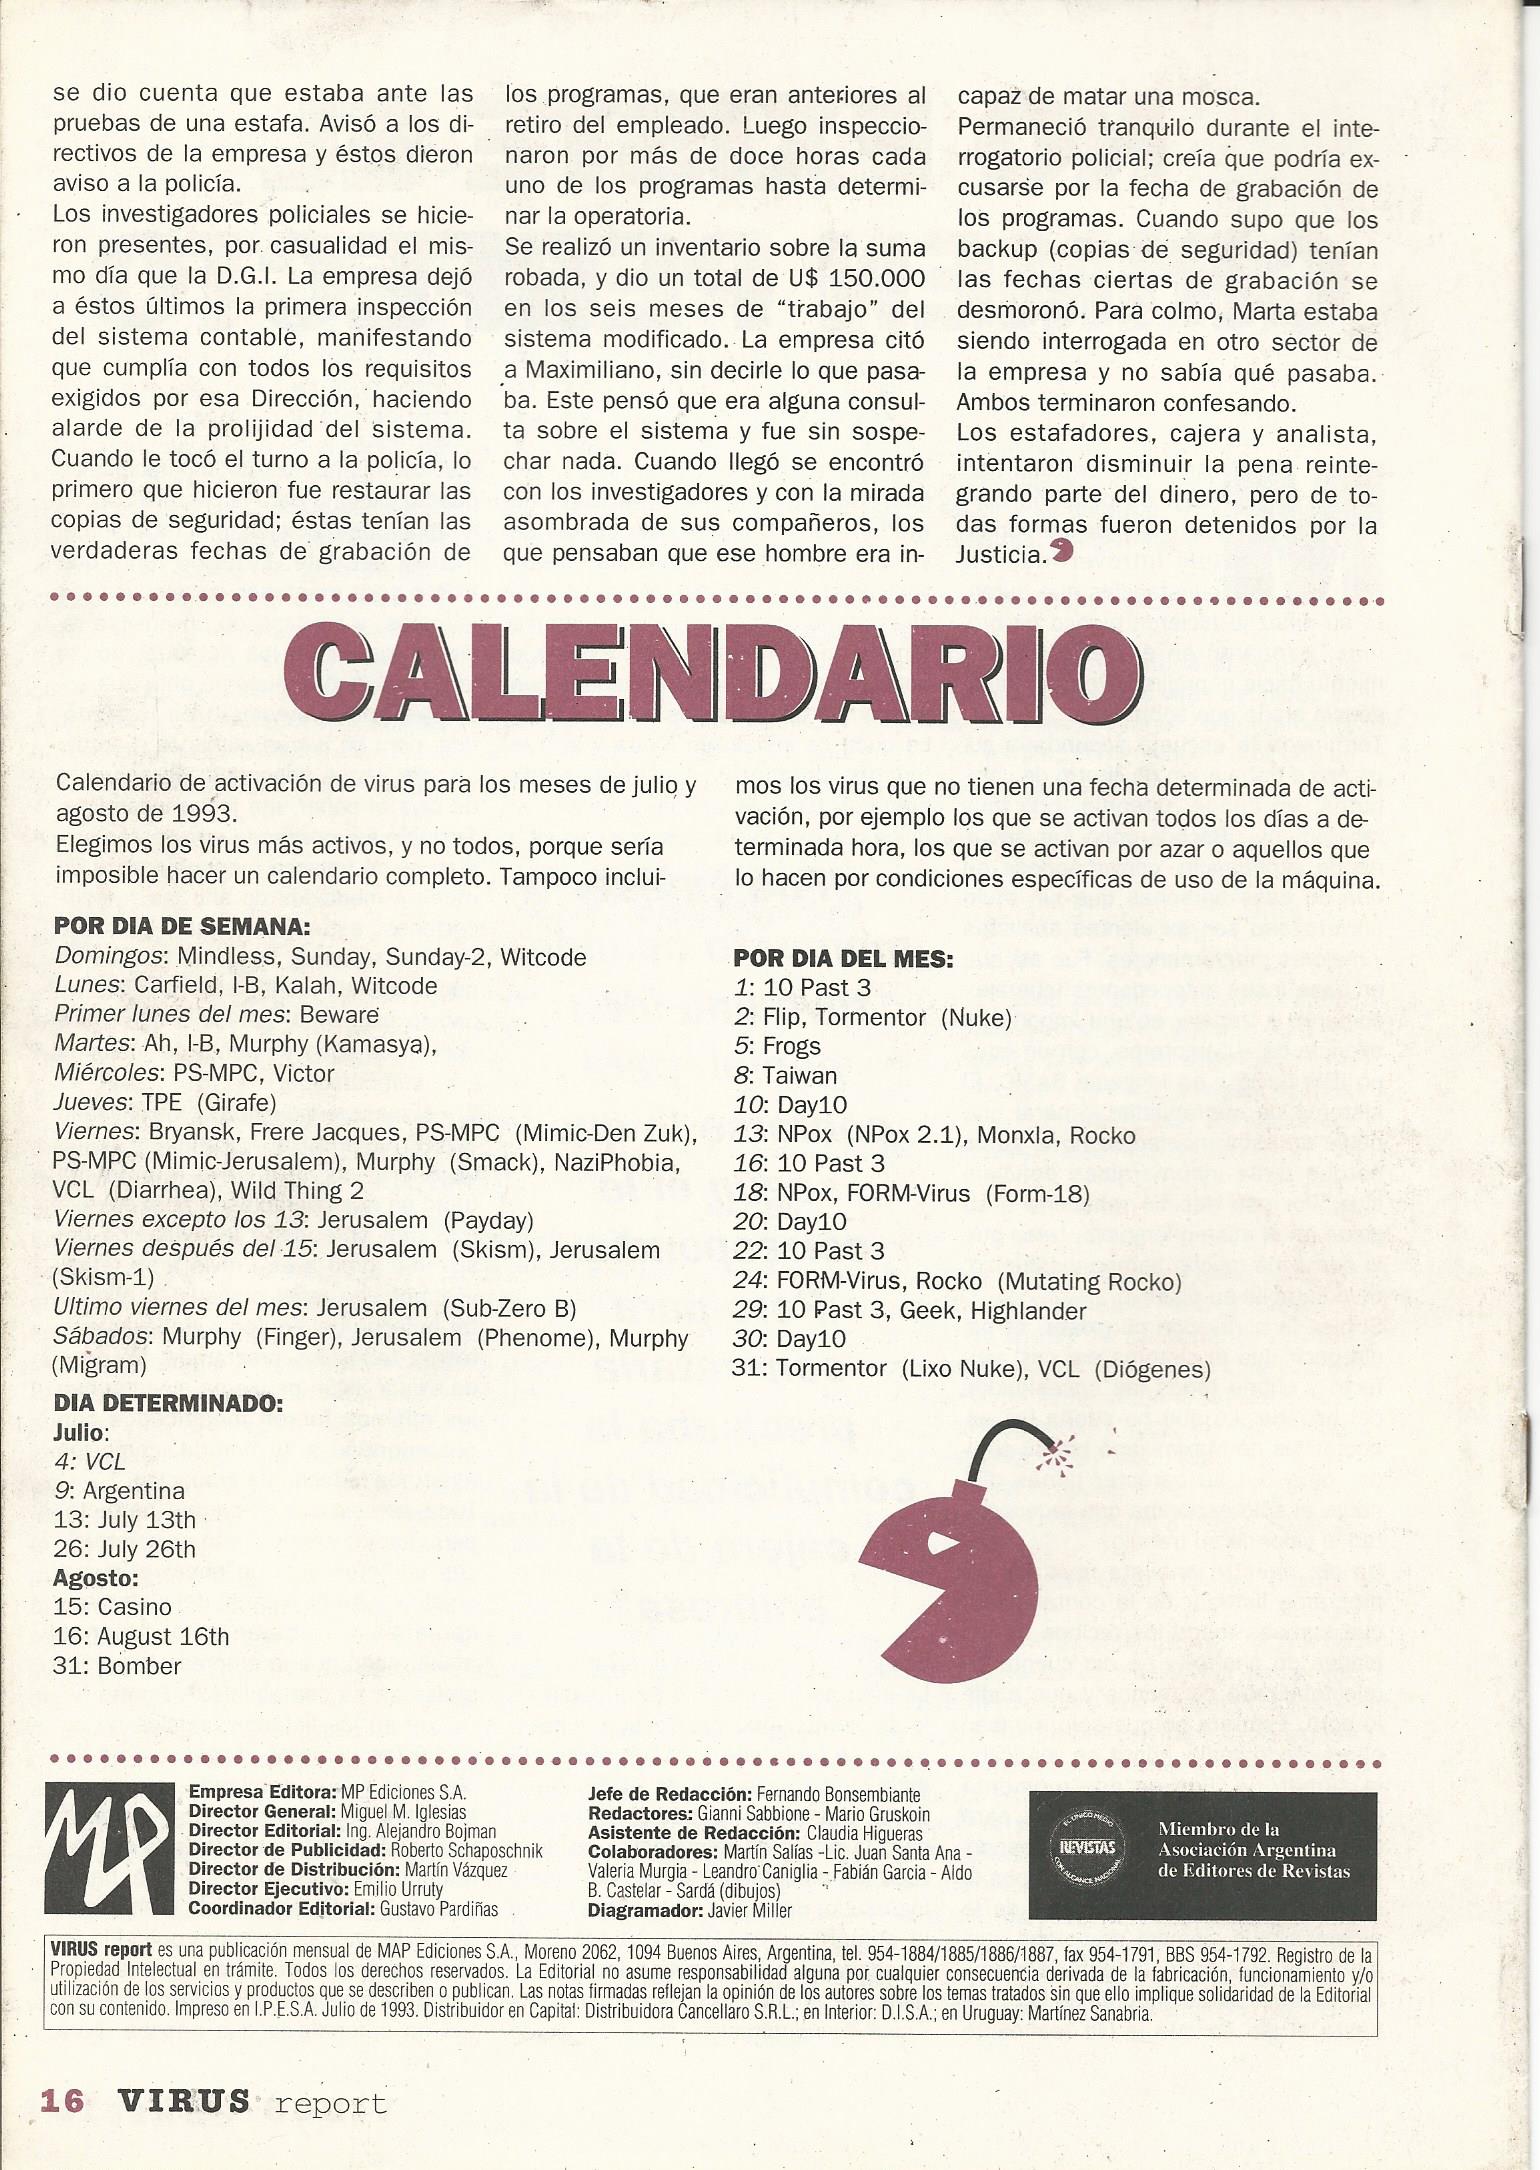 se dio cuenta que estaba ante las
pruebas de una estafa. Avisó a los di-
rectivos de la empresa y éstos dieron
aviso a la policía.
Los investigadores policiales se hicie-
ron presentes, por casualidad el mis-
mo día que la D.G.I. La empresa dejó
a éstos últimos la primera inspección
del sistema contable, manifestando
que cumplía con todos los requisitos
exigidos por esa Dirección, haciendo
alarde de la prolijidad del sistema.
Cuando le tocó el turno a la policía, lo
primero que hicieron fue restaurar las
copias de seguridad; éstas tenían las
verdaderas fechas de grabación de
los programas, que eran anteriores al
retiro del empleado. Luego inspeccio-
naron por más de doce horas cada
uno de los programas hasta determi-
nar la operatoria.
Se realizó un inventario sobre la suma
robada, y dio un total de U$ 150.000
en los seis meses de “trabajo” del
sistema modificado. La empresa citó
a Maximiliano, sin decirle lo que pasa-
ba. Este pensó que era alguna consul-
ta sobre el sistema y fue sin sospe-
char nada. Cuando llegó se encontró
con los investigadores y con la mirada
asombrada de sus compañeros, los
que pensaban que ese hombre era in-
capaz de matar una mosca.
Permaneció tranquilo durante el inte-
rrogatorio policial; creía que podría ex-
cusarse por la fecha de grabación de
los programas. Cuando supo que los
backup (copias de seguridad) tenían
las fechas ciertas de grabación se
desmoronó. Para colmo, Marta estaba
siendo interrogada en otro sector de
la empresa y no sabía qué pasaba.
Ambos terminaron confesando.
Los estafadores, cajera y analista,
intentaron disminuir la pena reinte-
grando parte del dinero, pero de to-
das formas fueron detenidos por la
Justicia.
CALENDARIO
Calendario de activación de virus para los meses de julio y
agosto de 1993.
Elegimos los virus más activos, y no todos, porque sería
imposible hacer un calendario completo. Tampoco inclui-
mos los virus que no tienen una fecha determinada de acti-
vación, por ejemplo los que se activan todos los días a de-
terminada hora, los que se activan por azar o aquellos que
lo hacen por condiciones específicas de uso de la máquina.
POR DIA DE SEMANA:
Domingos: Mindless, Sunday, Sunday-2, Witcode
Lunes: Carfield, I-B, Kalah, Witcode
Primer lunes del mes: Beware
Martes: Ah, I-B, Murphy (Kamasya),
Miércoles: PS-MPC, Victor
Jueves: TPE (Girafe)
Viernes: Bryansk, Frere Jacques, PS-MPC (Mimic-Den Zuk),
PS-MPC (Mimic-Jerusalem), Murphy (Smack), NaziPhobia,
VCL (Diarrhea), Wild Thing 2
Viernes excepto los 13: Jerusalem (Payday)
Viernes después del 15: Jerusalem (Skism), Jerusalem
(Skism-1)
Ultimo viernes del mes: Jerusalem (Sub-Zero B)
Sábados: Murphy (Finger), Jerusalem (Phenome), Murphy
(Migram)
DIA DETERMINADO:
Julio:
4: VCL
9: Argentina
13: July 13th
26: July 26th
Agosto:
15: Casino
16: August 16th
31: Bomber
POR DIA DEL MES:
1: 10 Past 3
2: Flip, Tormentor (Nuke)
5: Frogs
8: Taiwan
10: Day10
13: NPox (NPox 2.1), Monxla, Rocko
16: 10 Past 3
18: NPox, FORM-Virus (Form-18)
20: Day10
22: 10 Past 3
24: FORM-Virus, Rocko (Mutating Rocko)
29: 10 Past 3, Geek, Highlander
30: Day10
31: Tormentor (Lixo Nuke), VCL (Diógenes)
MP
Empresa Editora: MP Ediciones S.A.
Director General: Miguel M. Iglesias
Director Editorial: Ing. Alejandro Bojman
Director de Publicidad: Roberto Schaposchnik
Director de Distribución: Martín Vázquez
Director Ejecutivo: Emilio Urruty
Coordinador Editorial: Gustavo Pardiñas
Jefe de Redacción: Fernando Bonsembiante
Redactores: Gianni Sabbione - Mario Gruskoin
Asistente de Redacción: Claudia Higueras
Colaboradores: Martín Salías -Lic. Juan Santa Ana -
Valeria Murgia - Leandro Caniglia - Fabián Garcia - Aldo
B. Castelar - Sardá (dibujos)
Diagramador: Javier Miller
EL UNICO MEDIO
REVISTAS
CON ALCANCE NACIONAL
Miembro de la
Asociación Argentina
de Editores de Revistas
VIRUS report es una publicación mensual de MAP Ediciones S.A., Moreno 2062, 1094 Buenos Aires, Argentina, tel. 954-1884/1885/1886/1887, fax 954-1791, BBS 954-1792. Registro de la
Propiedad Intelectual en trámite. Todos los derechos reservados. La Editorial no asume responsabilidad alguna por cualquier consecuencia derivada de la fabricación, funcionamiento y/o
utilización de los servicios y productos que se describen o publican. Las notas firmadas reflejan la opinión de los autores sobre los temas tratados sin que ello implique solidaridad de la Editorial
con su contenido. Impreso en I.P.E.S.A. Julio de 1993. Distribuidor en Capital: Distribuidora Cancellaro S.R.L.; en Interior: D.I.S.A.; en Uruguay: Martínez Sanabria.
16 VIRUS report